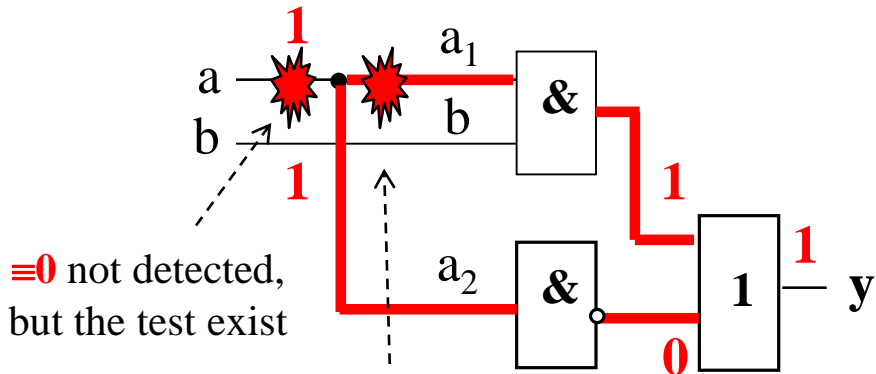 1
a₁
a
&
b
b
1
1
1
≡0 not detected,
but the test exist
a₂
&
1
y
0